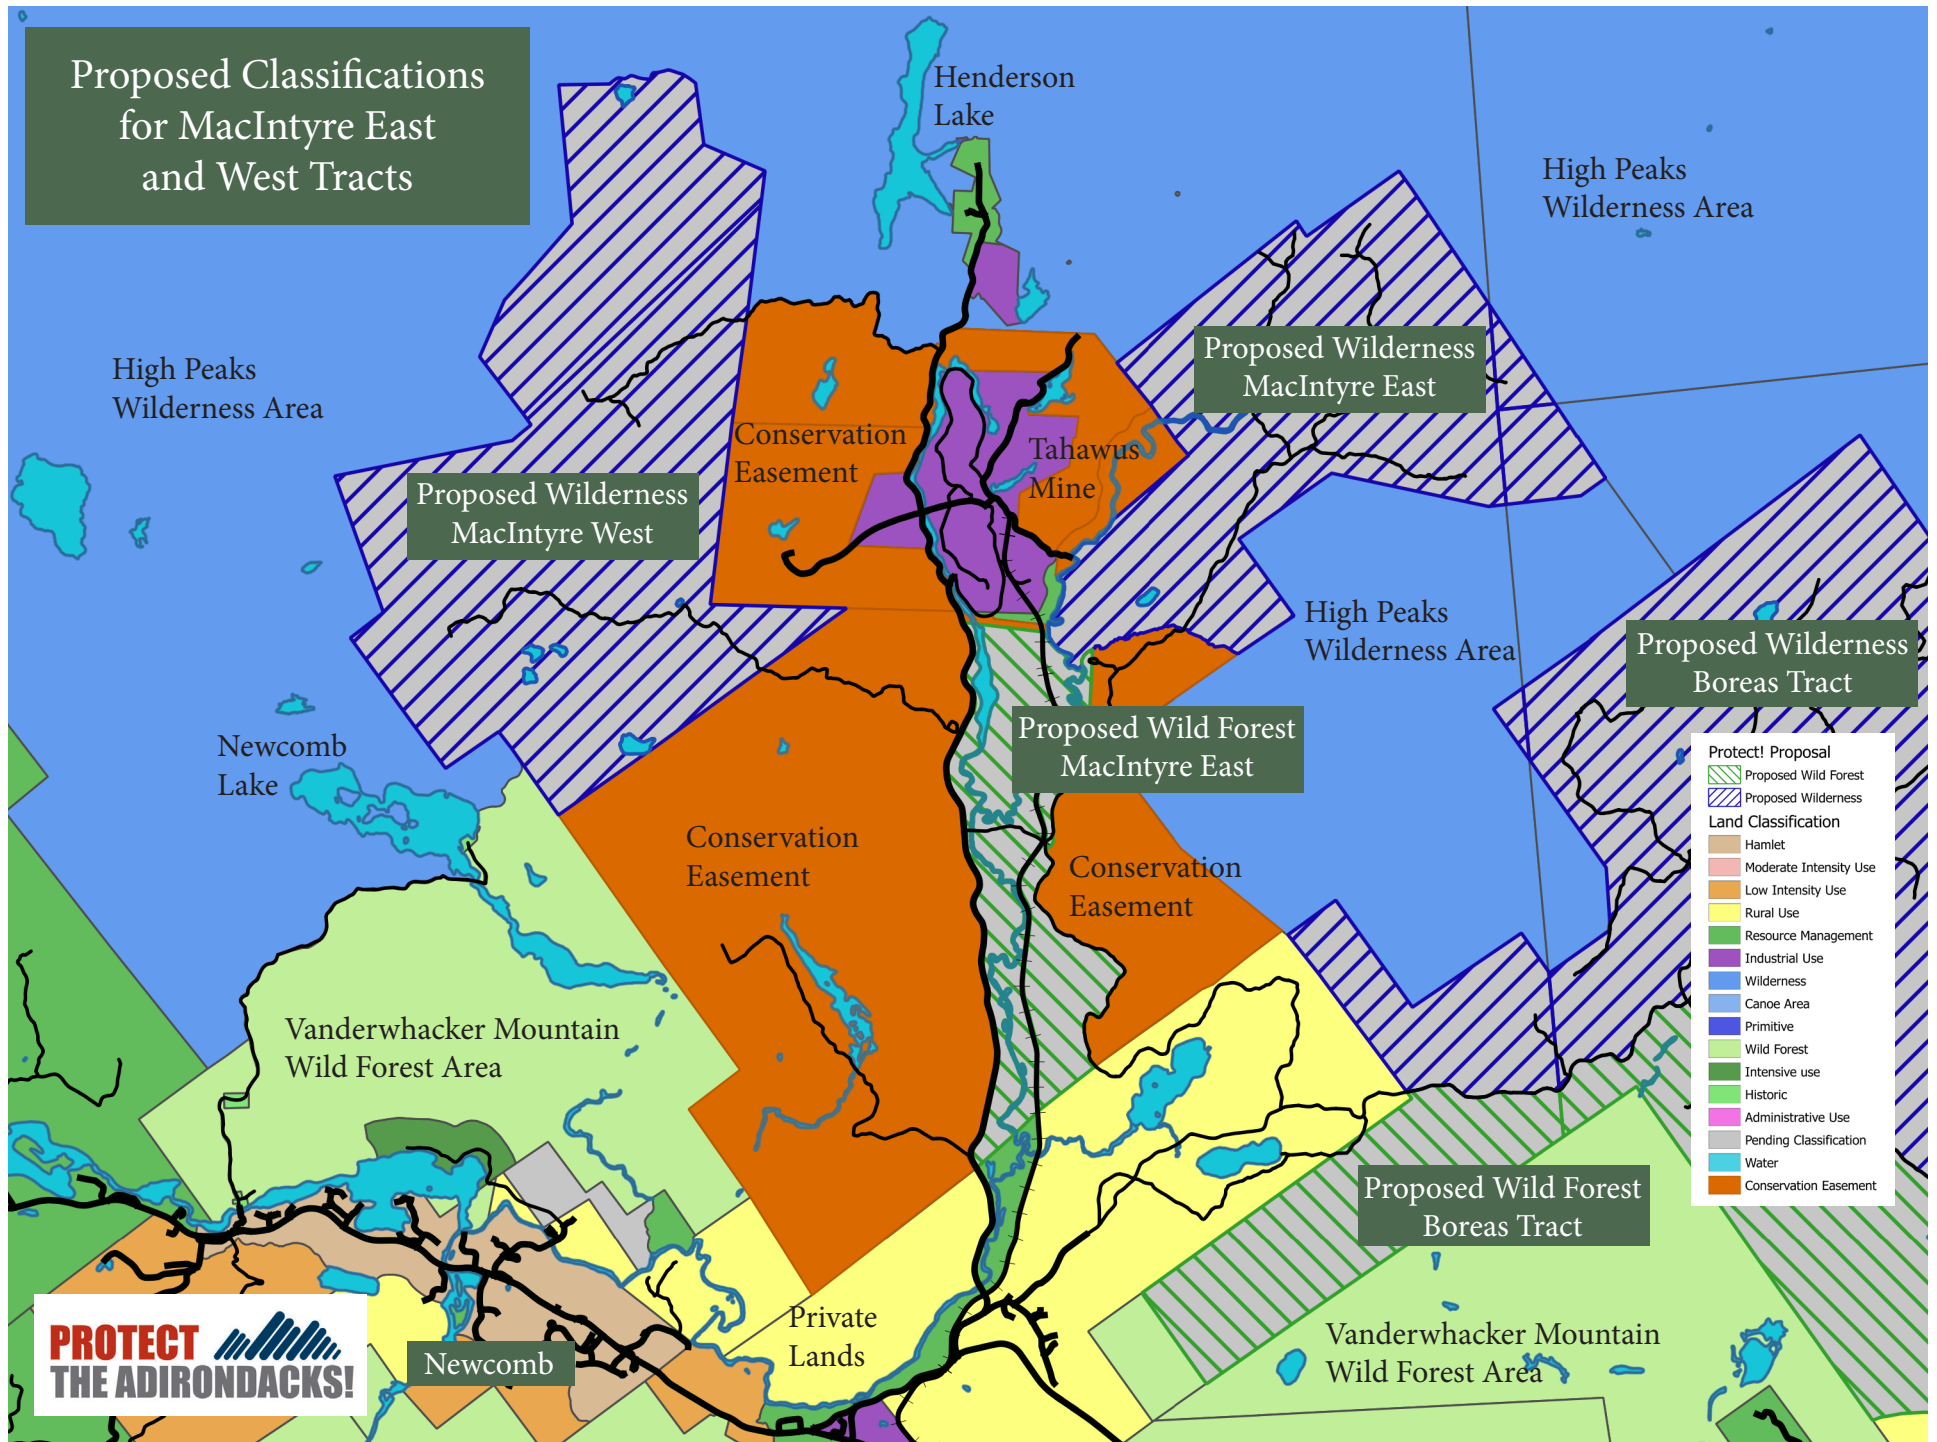 Proposed Classifications
for MacIntyre East
and West Tracts
Henderson
Lake
High Peaks
Wilderness Area
High Peaks
Wilderness Area
Proposed Wilderness
MacIntyre East
Conservation
Easement
Tahawus
Mine
Proposed Wilderness
MacIntyre West
High Peaks
Wilderness Area
Proposed Wilderness
Boreas Tract
Newcomb
Lake
Proposed Wild Forest
MacIntyre East
Conservation
Easement
Conservation
Easement
Protect! Proposal
Proposed Wild Forest
Proposed Wilderness
Land Classification
Hamlet
Moderate Intensity Use
Low Intensity Use
Rural Use
Resource Management
Industrial Use
Wilderness
Canoe Area
Primitive
Wild Forest
Intensive use
Historic
Administrative Use
Pending Classification
Water
Conservation Easement
Vanderwhacker Mountain
Wild Forest Area
Proposed Wild Forest
Boreas Tract
Private
Lands
Vanderwhacker Mountain
Wild Forest Area
Newcomb
PROTECT
THE ADIRONDACKS!